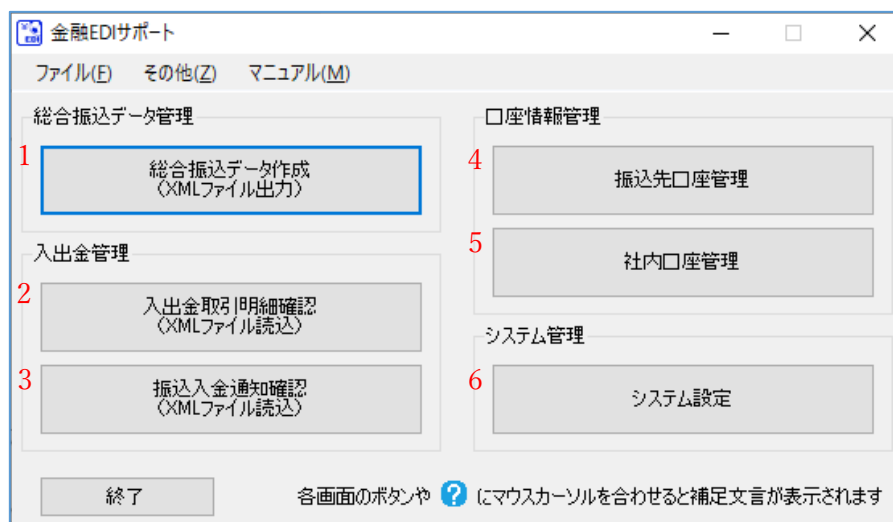 金融EDIサポート
ファイル(F) その他(Z) マニュアル(M)
総合振込データ管理
1
総合振込データ作成
(XMLファイル出力)
入出金管理
2
入出金取引明細確認
(XMLファイル読込)
3
振込入金通知確認
(XMLファイル読込)
口座情報管理
4
振込先口座管理
5
社内口座管理
システム管理
6
システム設定
終了
各画面のボタンや ? にマウスカーソルを合わせると補足文言が表示されます